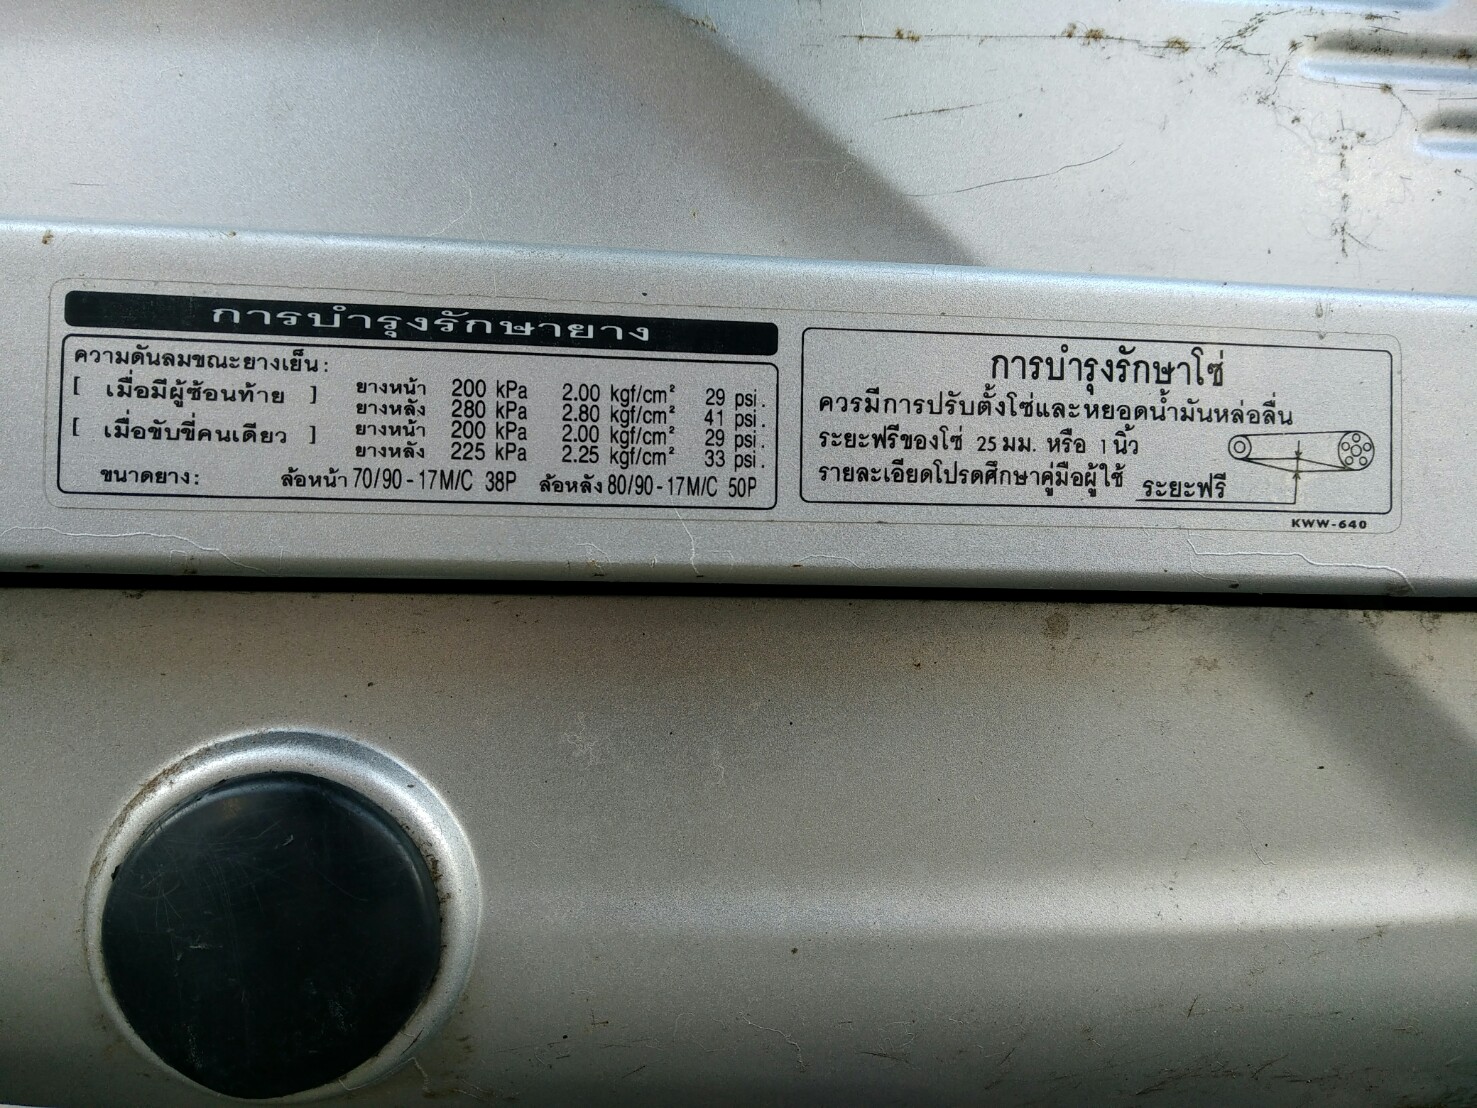 การบำรุงรักษายาง
ความดันลมขณะยางเย็น :
[ เมื่อมีผู้ซ้อนท้าย ] ยางหน้า 200 kPa 2.00 kgf/cm² 29 psi.
ยางหลัง 280 kPa 2.80 kgf/cm² 41 psi.
[ เมื่อขับขี่คนเดียว ] ยางหน้า 200 kPa 2.00 kgf/cm² 29 psi.
ยางหลัง 225 kPa 2.25 kgf/cm² 33 psi.
ขนาดยาง : ล้อหน้า 70/90 - 17M/C 38P ล้อหลัง 80/90 - 17M/C 50P
การบำรุงรักษาโซ่
ควรมีการปรับตั้งโซ่และหยอดน้ำมันหล่อลื่น
ระยะฟรีของโซ่ 25 มม. หรือ 1 นิ้ว
รายละเอียดโปรดศึกษาคู่มือผู้ใช้
ระยะฟรี
KWW-640